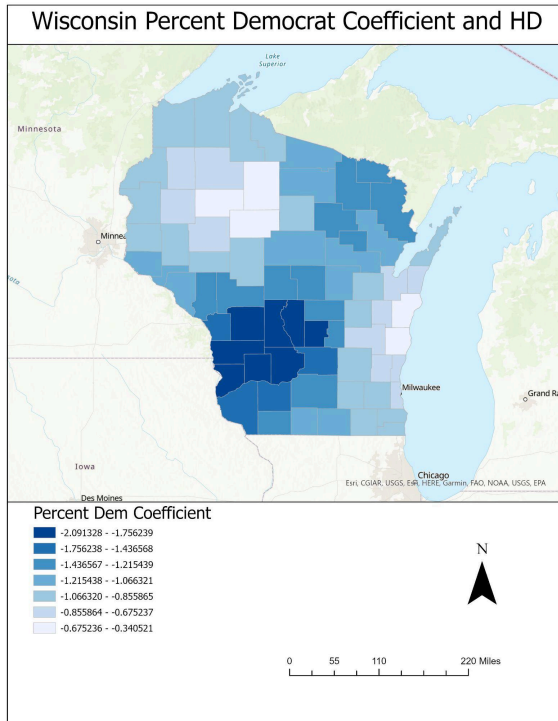 Wisconsin Percent Democrat Coefficient and HD
Lake
Superior
Minnesota
Minnea
Milwaukee
Grand Ra
Iowa
Chicago
Esri, CGIAR, USGS, Esri, HERE, Garmin, FAO, NOAA, USGS, EPA
Des Moines
Percent Dem Coefficient
-2.091328 - -1.756239
-1.756238 - -1.436568
-1.436567 - -1.215439
-1.215438 - -1.066321
-1.066320 - -0.855865
-0.855864 - -0.675237
-0.675236 - -0.340521
N
0 55 110 220 Miles